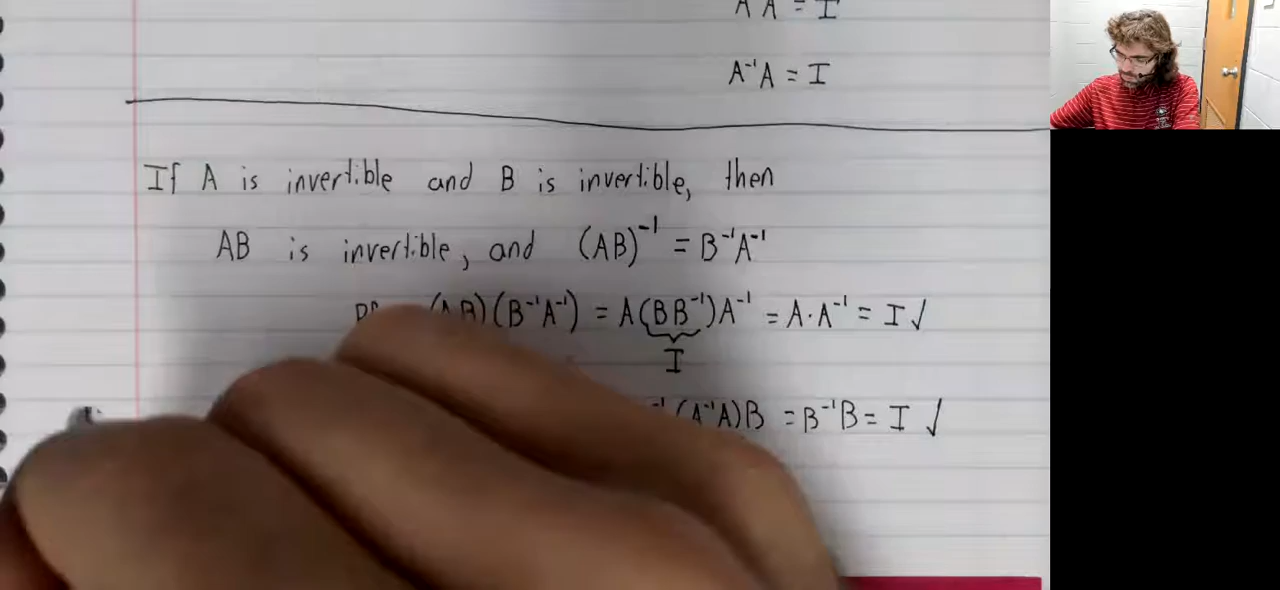 A A = I
A⁻¹A = I
If A is invertible and B is invertible, then
AB is invertible, and (AB)⁻¹ = B⁻¹A⁻¹
(AB)(B⁻¹A⁻¹) = A(BB⁻¹)A⁻¹ = A·A⁻¹ = I ✓
I
⁻¹(A⁻¹A)B = B⁻¹B = I ✓